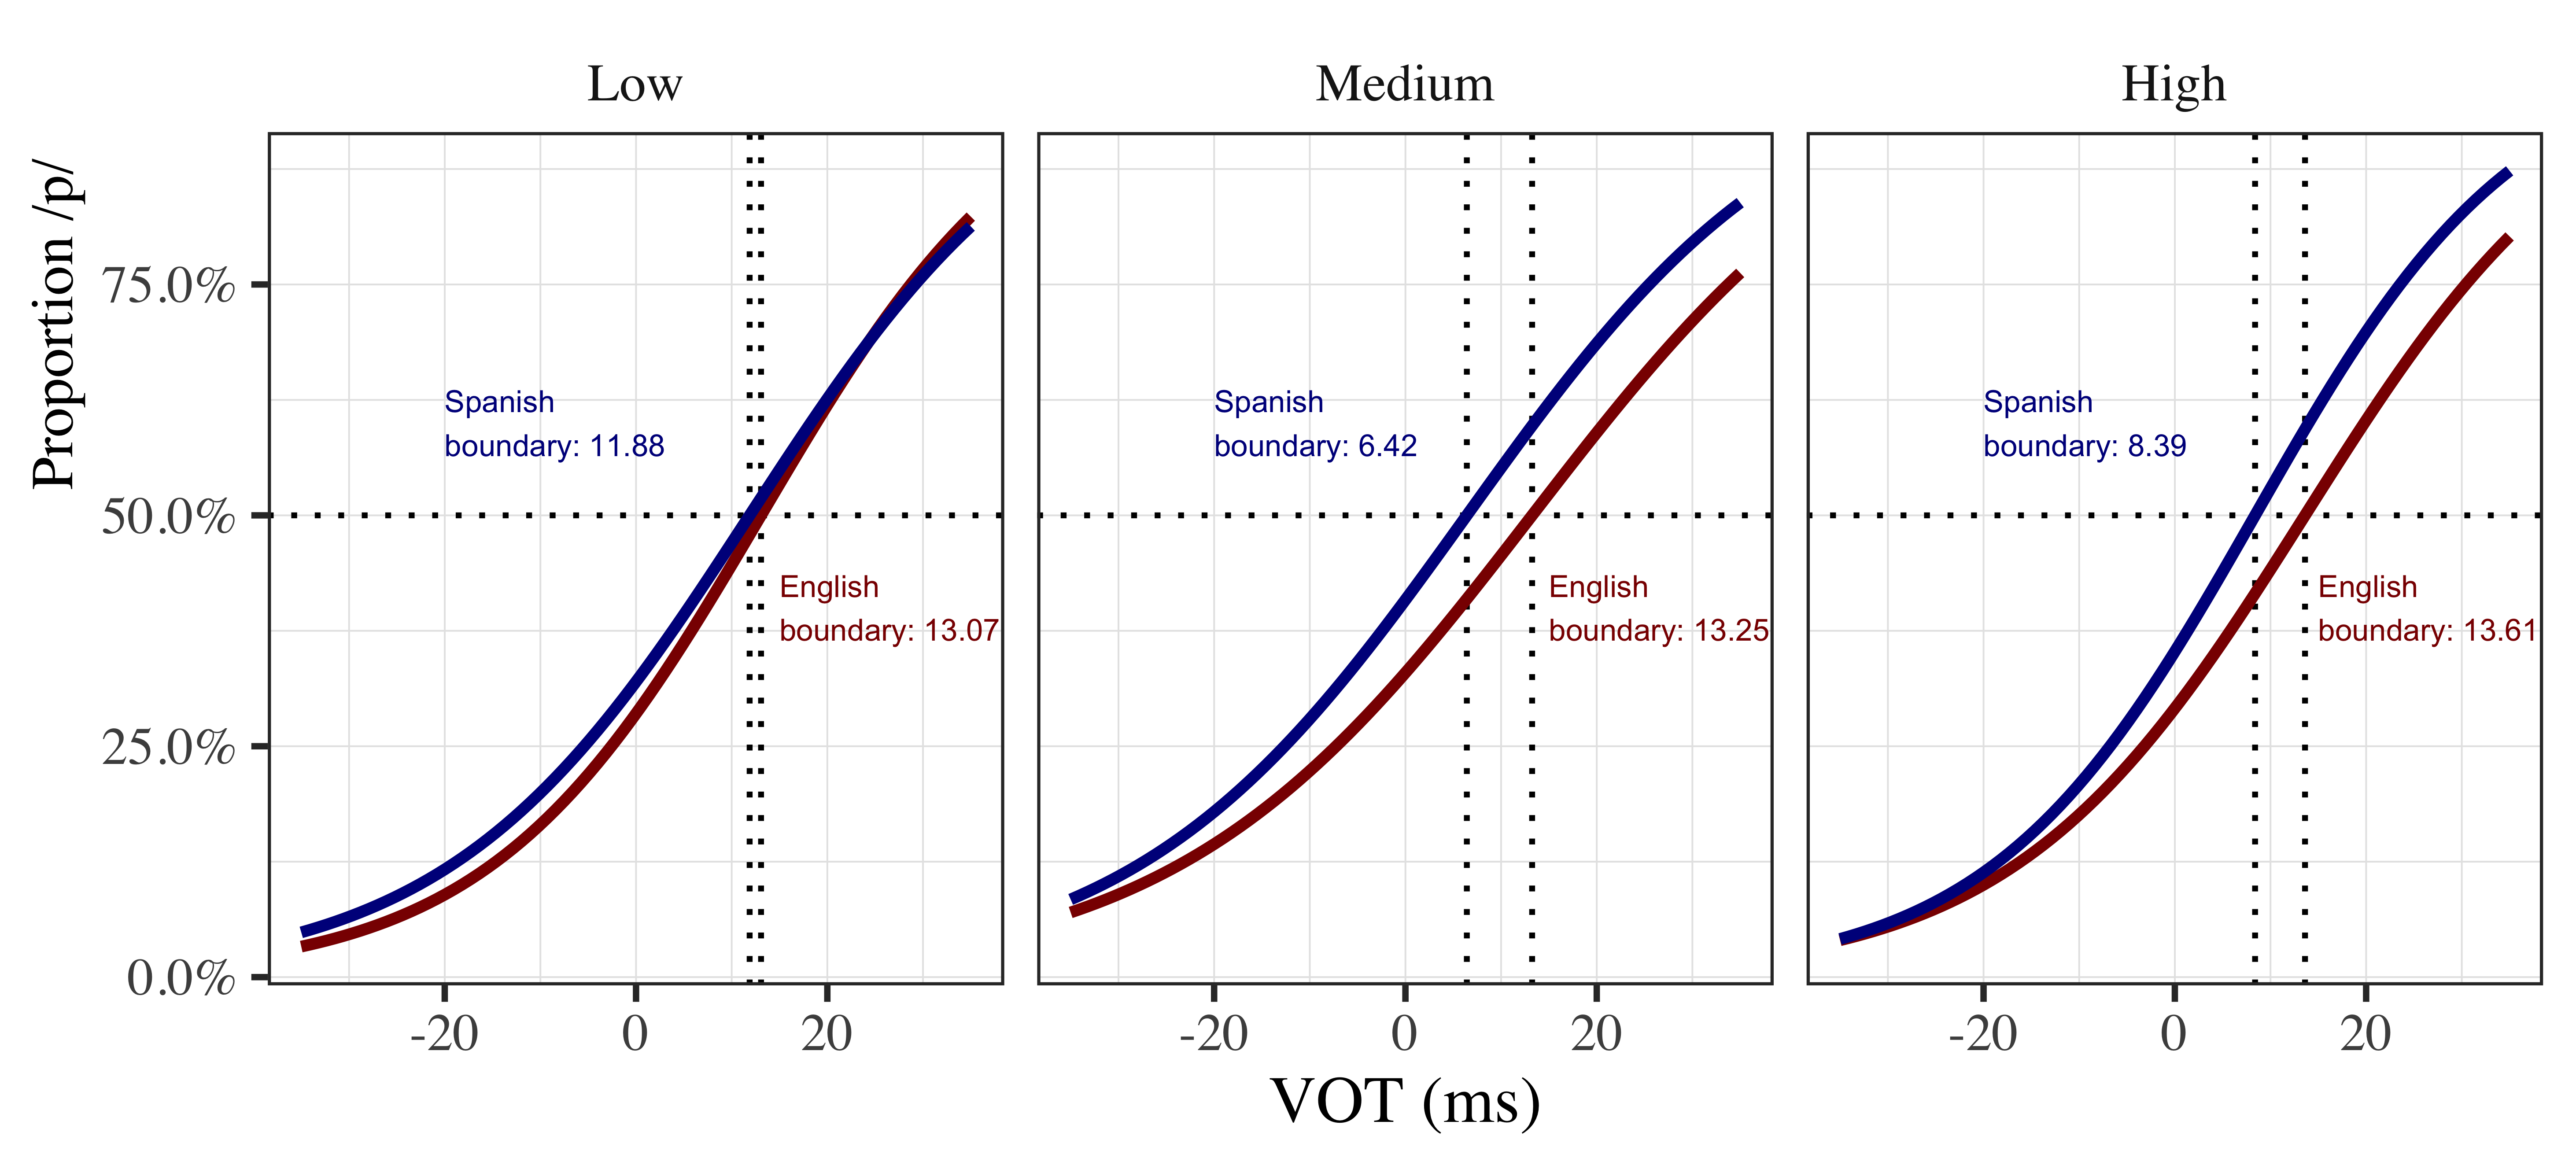 Low
Medium
High
Proportion /p/
75.0%
50.0%
25.0%
0.0%
Spanish
boundary: 11.88
English
boundary: 13.07
Spanish
boundary: 6.42
English
boundary: 13.25
Spanish
boundary: 8.39
English
boundary: 13.61
-20
0
20
-20
0
20
-20
0
20
VOT (ms)